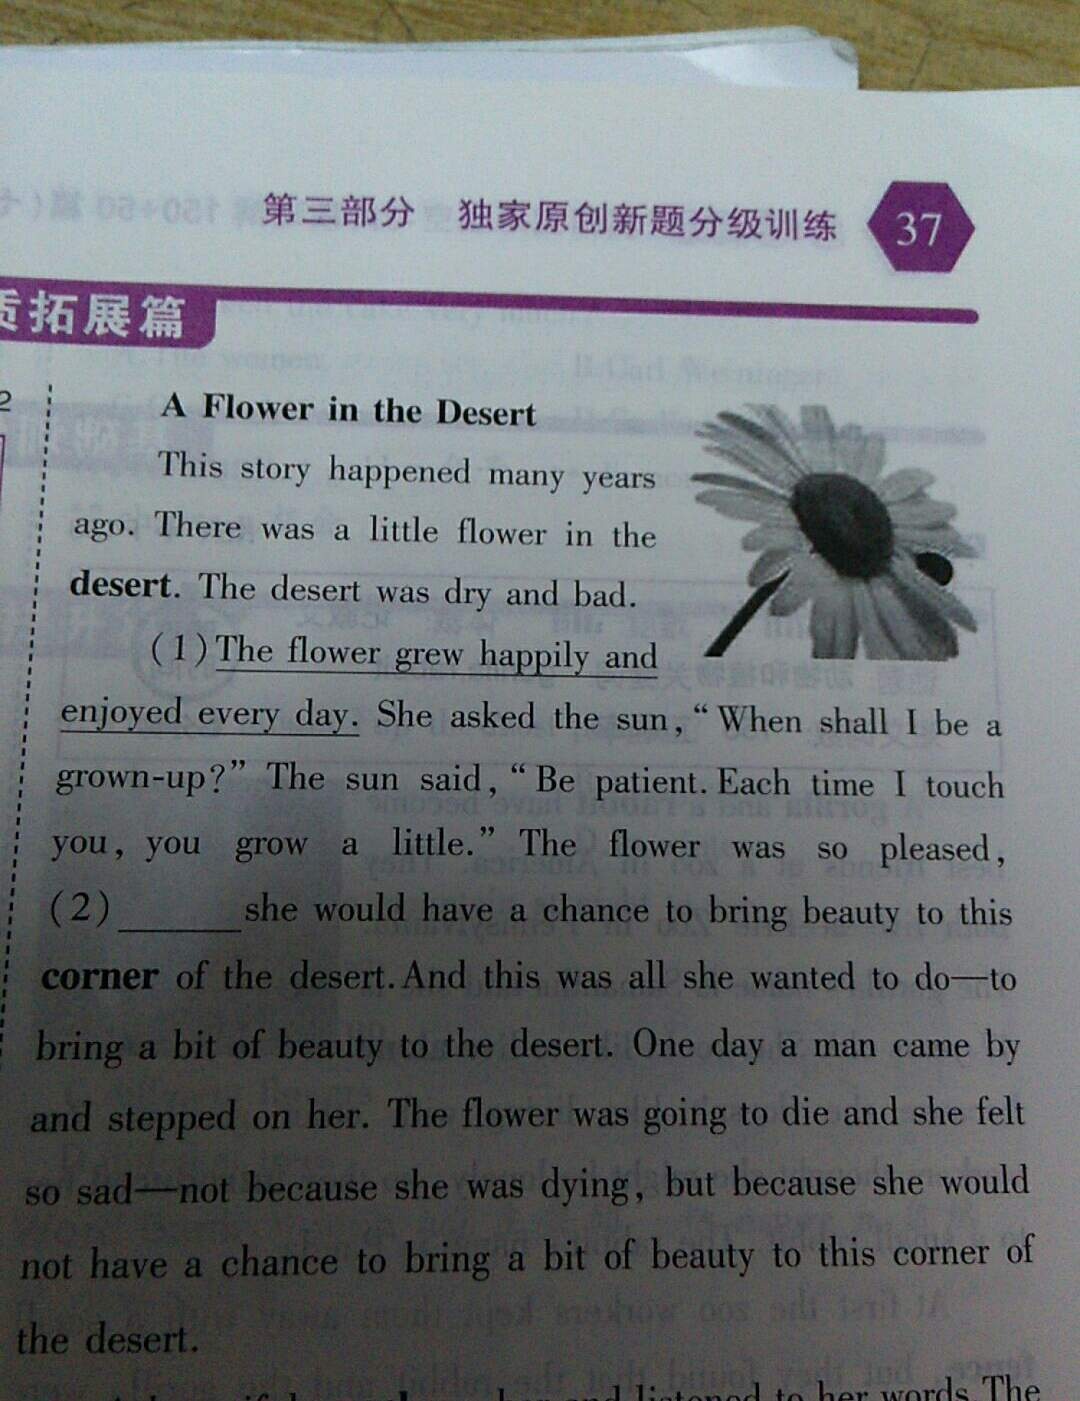 第三部分 独家原创新题分级训练 37
拓展篇
2
A Flower in the Desert
This story happened many years
ago. There was a little flower in the
desert. The desert was dry and bad.
(1) The flower grew happily and
enjoyed every day. She asked the sun, “When shall I be a
grown-up?” The sun said, “Be patient. Each time I touch
you, you grow a little.” The flower was so pleased,
(2)______ she would have a chance to bring beauty to this
corner of the desert. And this was all she wanted to do—to
bring a bit of beauty to the desert. One day a man came by
and stepped on her. The flower was going to die and she felt
so sad—not because she was dying, but because she would
not have a chance to bring a bit of beauty to this corner of
the desert.
and listened to her words. The